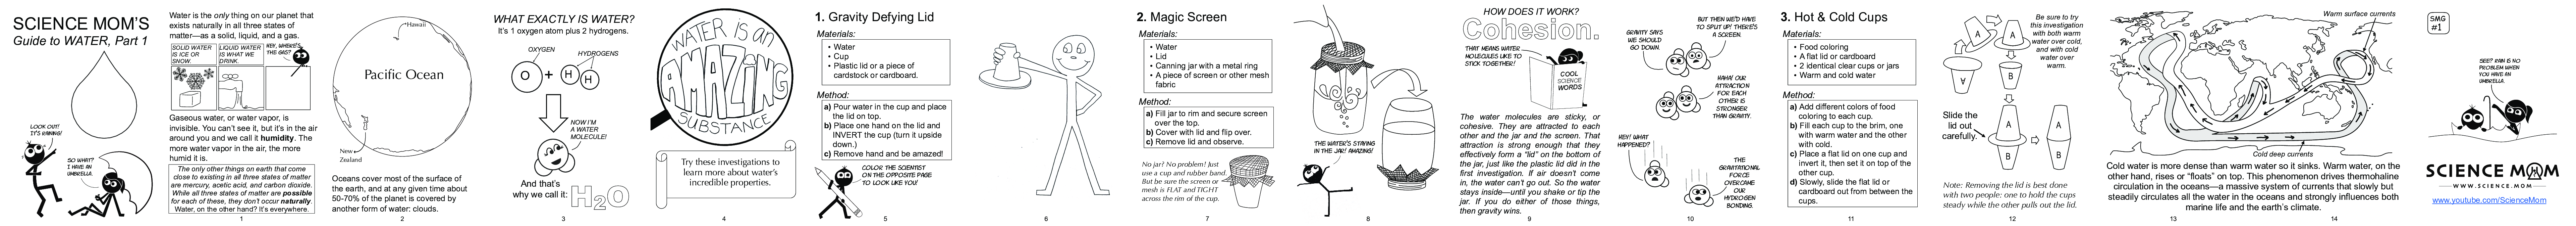 SCIENCE MOM'S
Guide to WATER, Part 1
LOOK OUT!
IT'S RAINING!
SO WHAT?
I HAVE AN
UMBRELLA.
Water is the only thing on our planet that
exists naturally in all three states of
matter—as a solid, liquid, and a gas.
SOLID WATER
IS ICE OR
SNOW.
LIQUID WATER
IS WHAT WE
DRINK.
HEY, WHERE'S
THE GAS?
Gaseous water, or water vapor, is
invisible. You can't see it, but it's in the air
around you and we call it humidity. The
more water vapor in the air, the more
humid it is.
The only other things on earth that come
close to existing in all three states of matter
are mercury, acetic acid, and carbon dioxide.
While all three states of matter are possible
for each of these, they don't occur naturally.
Water, on the other hand? It's everywhere.
1
Hawaii
Pacific Ocean
New
Zealand
Oceans cover most of the surface of
the earth, and at any given time about
50-70% of the planet is covered by
another form of water: clouds.
2
WHAT EXACTLY IS WATER?
It's 1 oxygen atom plus 2 hydrogens.
OXYGEN
HYDROGENS
O + H H
NOW I'M
A WATER
MOLECULE!
And that's
why we call it: H2O
3
WATER IS an
AMAZING
SUBSTANCE
Try these investigations to
learn more about water's
incredible properties.
4
1. Gravity Defying Lid
Materials:
• Water
• Cup
• Plastic lid or a piece of
cardstock or cardboard.
Method:
a) Pour water in the cup and place
the lid on top.
b) Place one hand on the lid and
INVERT the cup (turn it upside
down.)
c) Remove hand and be amazed!
COLOR THE SCIENTIST
ON THE OPPOSITE PAGE
TO LOOK LIKE YOU!
5
6
2. Magic Screen
Materials:
• Water
• Lid
• Canning jar with a metal ring
• A piece of screen or other mesh
fabric
Method:
a) Fill jar to rim and secure screen
over the top.
b) Cover with lid and flip over.
c) Remove lid and observe.
No jar? No problem! Just
use a cup and rubber band.
But be sure the screen or
mesh is FLAT and TIGHT
across the rim of the cup.
7
THE WATER'S STAYING
IN THE JAR! AMAZING!
8
HOW DOES IT WORK?
Cohesion.
THAT MEANS WATER
MOLECULES LIKE TO
STICK TOGETHER!
COOL
SCIENCE
WORDS
The water molecules are sticky, or
cohesive. They are attracted to each
other and the jar and the screen. That
attraction is strong enough that they
effectively form a "lid" on the bottom of
the jar, just like the plastic lid did in the
first investigation. If air doesn't come
in, the water can't go out. So the water
stays inside—until you shake or tip the
jar. If you do either of those things,
then gravity wins.
9
GRAVITY SAYS
WE SHOULD
GO DOWN.
BUT THEN WE'D HAVE
TO SPLIT UP! THERE'S
A SCREEN.
HAHA! OUR
ATTRACTION
FOR EACH
OTHER IS
STRONGER
THAN GRAVITY.
HEY! WHAT
HAPPENED?
THE
GRAVITATIONAL
FORCE
OVERCAME
OUR
HYDROGEN
BONDING.
10
3. Hot & Cold Cups
Materials:
• Food coloring
• A flat lid or cardboard
• 2 identical clear cups or jars
• Warm and cold water
Method:
a) Add different colors of food
coloring to each cup.
b) Fill each cup to the brim, one
with warm water and the other
with cold.
c) Place a flat lid on one cup and
invert it, then set it on top of the
other cup.
d) Slowly, slide the flat lid or
cardboard out from between the
cups.
11
A
A
A
B
Be sure to try
this investigation
with both warm
water over cold,
and with cold
water over
warm.
Slide the
lid out
carefully.
A
B
A
B
Note: Removing the lid is best done
with two people: one to hold the cups
steady while the other pulls out the lid.
12
Warm surface currents
Cold deep currents
Cold water is more dense than warm water so it sinks. Warm water, on the
other hand, rises or "floats" on top. This phenomenon drives thermohaline
circulation in the oceans—a massive system of currents that slowly but
steadily circulates all the water in the oceans and strongly influences both
marine life and the earth's climate.
13
14
SMG
#1
SEE? RAIN IS NO
PROBLEM WHEN
YOU HAVE AN
UMBRELLA.
SCIENCE MOM
WWW.SCIENCE.MOM
www.youtube.com/ScienceMom